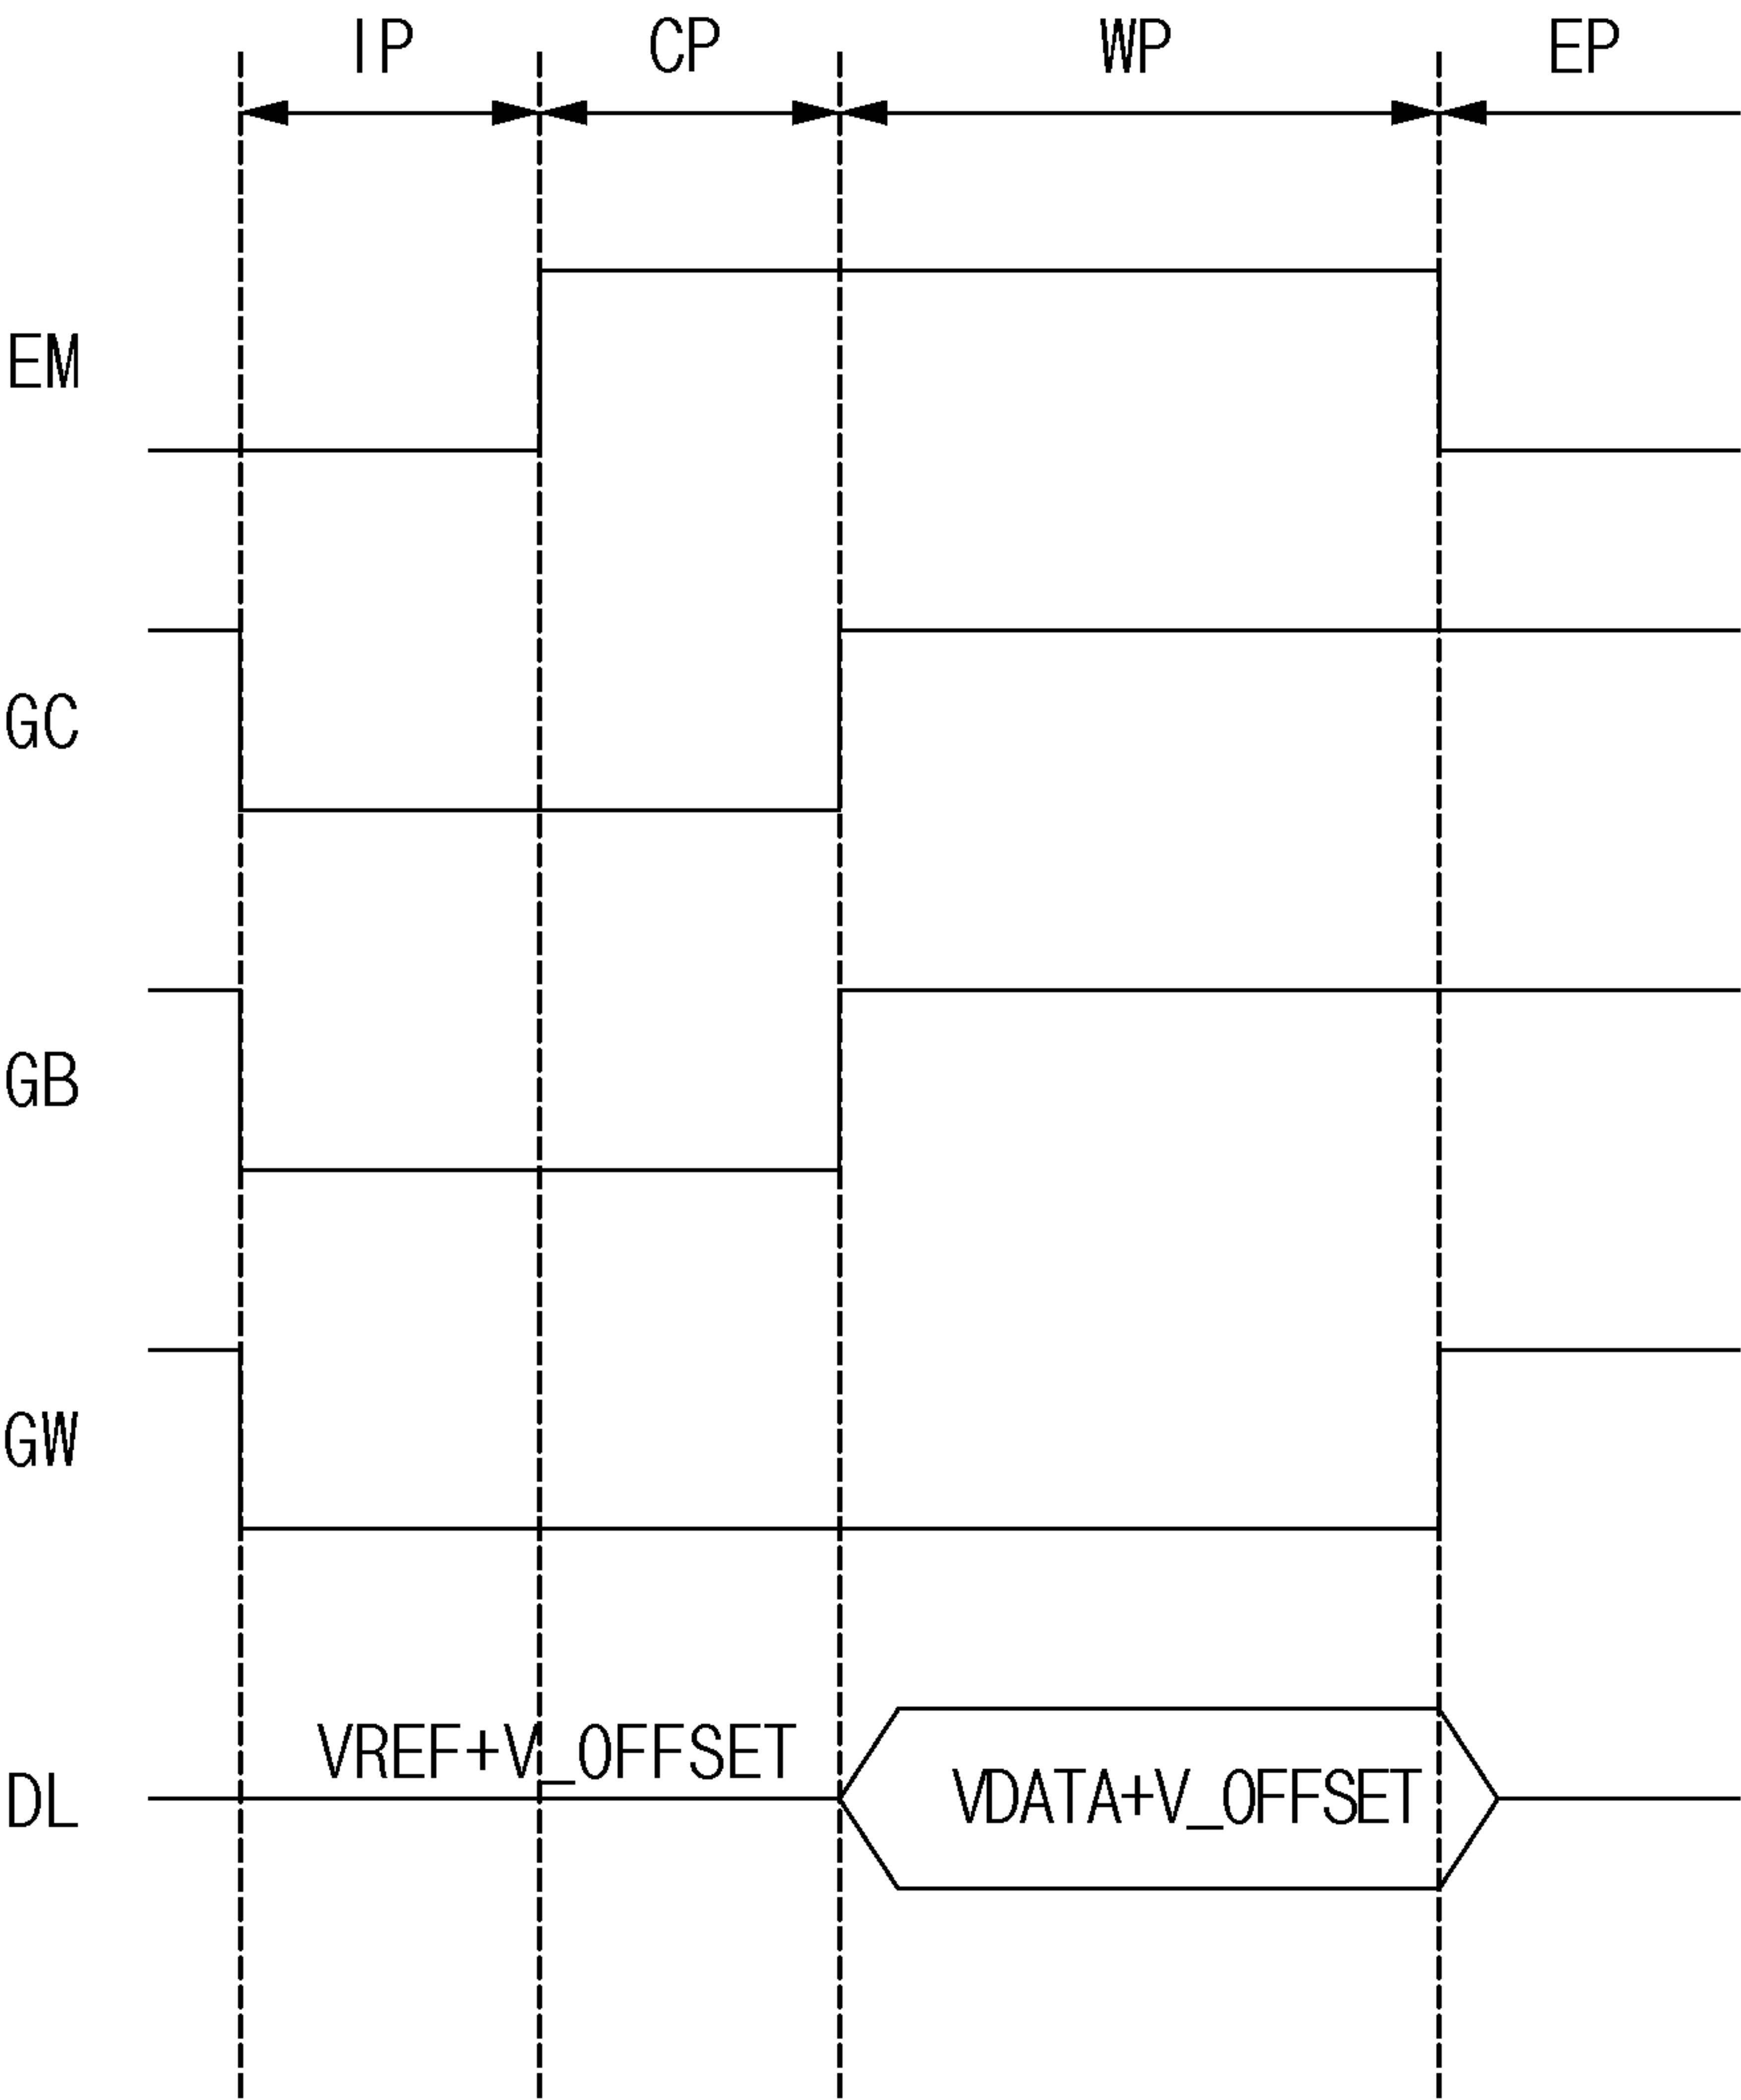 IP CP WP EP
EM
GC
GB
GW
VREF+V_OFFSET
DL VDATA+V_OFFSET